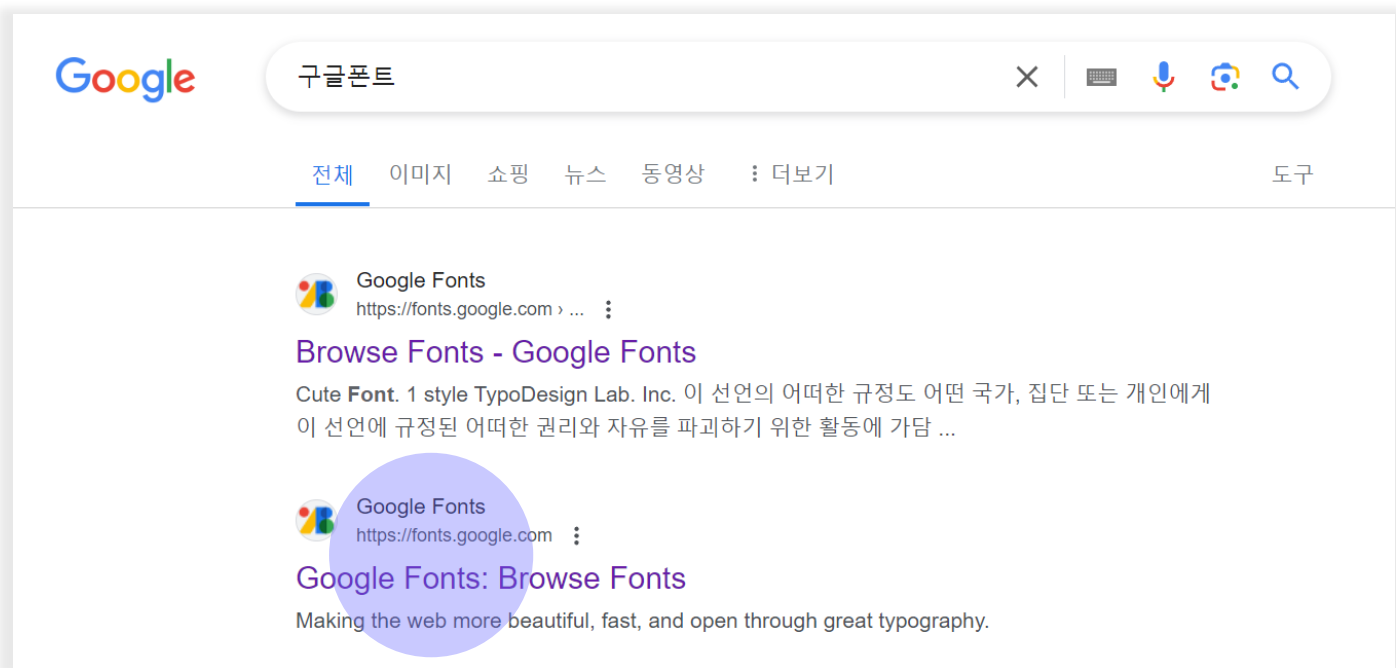 Google
구글폰트
전체 이미지 쇼핑 뉴스 동영상 더보기 도구
Google Fonts
https://fonts.google.com › ...
Browse Fonts - Google Fonts
Cute Font. 1 style TypoDesign Lab. Inc. 이 선언의 어떠한 규정도 어떤 국가, 집단 또는 개인에게
이 선언에 규정된 어떠한 권리와 자유를 파괴하기 위한 활동에 가담 ...
Google Fonts
https://fonts.google.com
Google Fonts: Browse Fonts
Making the web more beautiful, fast, and open through great typography.